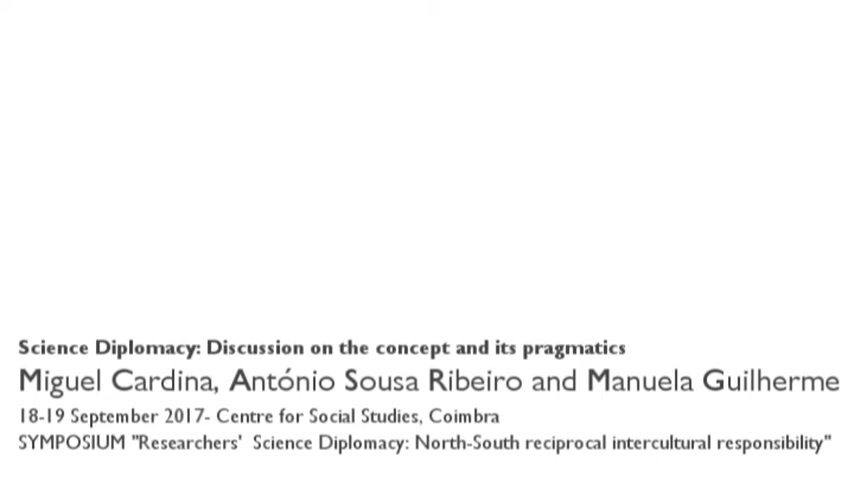 Science Diplomacy: Discussion on the concept and its pragmatics
Miguel Cardina, António Sousa Ribeiro and Manuela Guilherme
18-19 September 2017- Centre for Social Studies, Coimbra
SYMPOSIUM "Researchers' Science Diplomacy: North-South reciprocal intercultural responsibility"